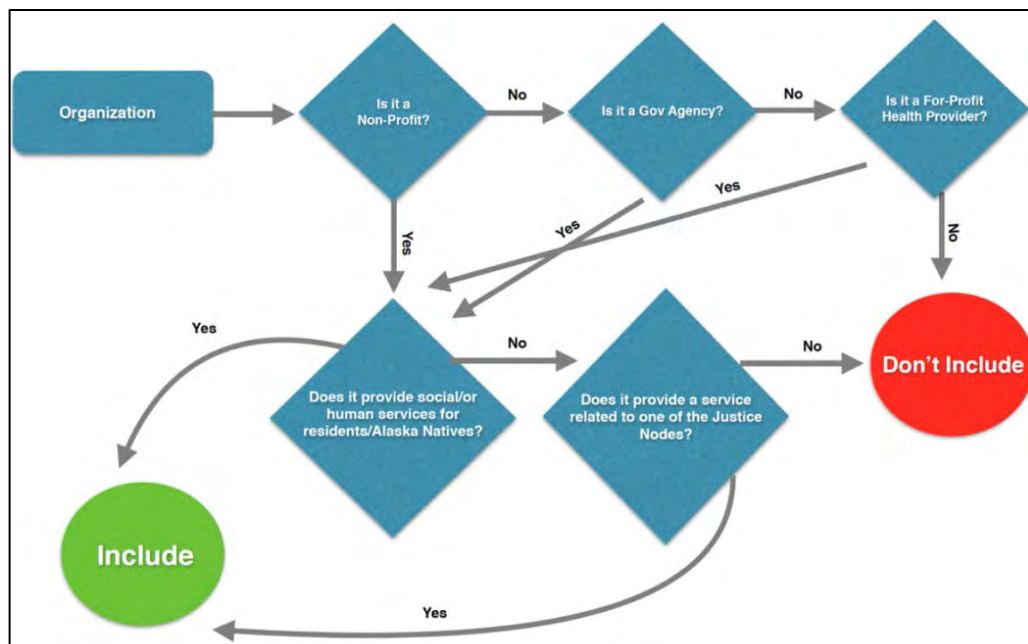 Organization
Is it a
Non-Profit?
No
Is it a Gov Agency?
No
Is it a For-Profit
Health Provider?
Yes
Yes
Yes
No
Yes
Does it provide social/or
human services for
residents/Alaska Natives?
No
Does it provide a service
related to one of the Justice
Nodes?
No
Don't Include
Include
Yes